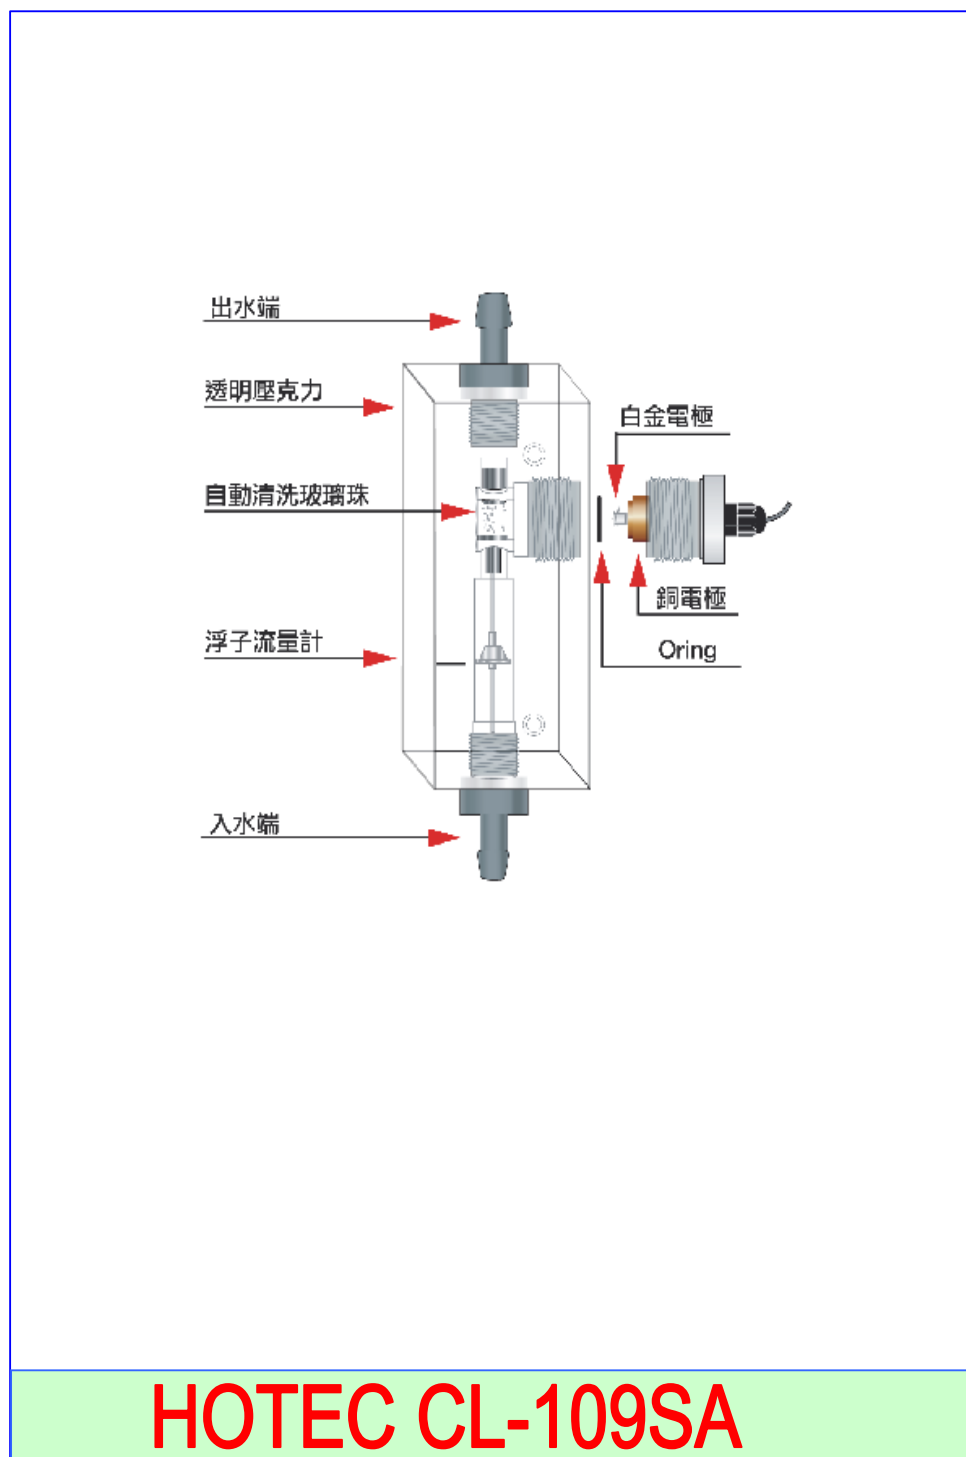 出水端
透明壓克力
白金電極
自動清洗玻璃珠
銅電極
浮子流量計
Oring
入水端
HOTEC CL-109SA